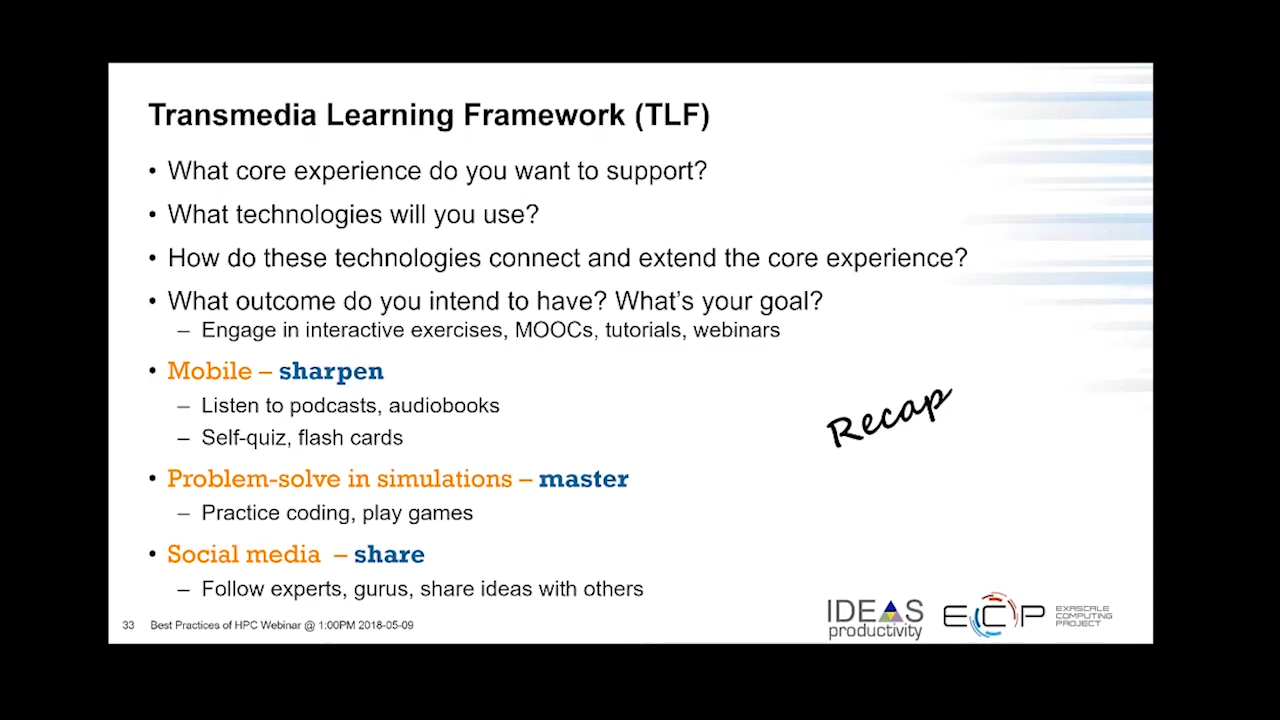 Transmedia Learning Framework (TLF)
• What core experience do you want to support?
• What technologies will you use?
• How do these technologies connect and extend the core experience?
• What outcome do you intend to have? What's your goal?
– Engage in interactive exercises, MOOCs, tutorials, webinars
• Mobile – sharpen
– Listen to podcasts, audiobooks
– Self-quiz, flash cards
Recap
• Problem-solve in simulations – master
– Practice coding, play games
• Social media – share
– Follow experts, gurus, share ideas with others
33 Best Practices of HPC Webinar @ 1:00PM 2018-05-09
IDEAS
productivity
ECP
EXASCALE
COMPUTING
PROJECT